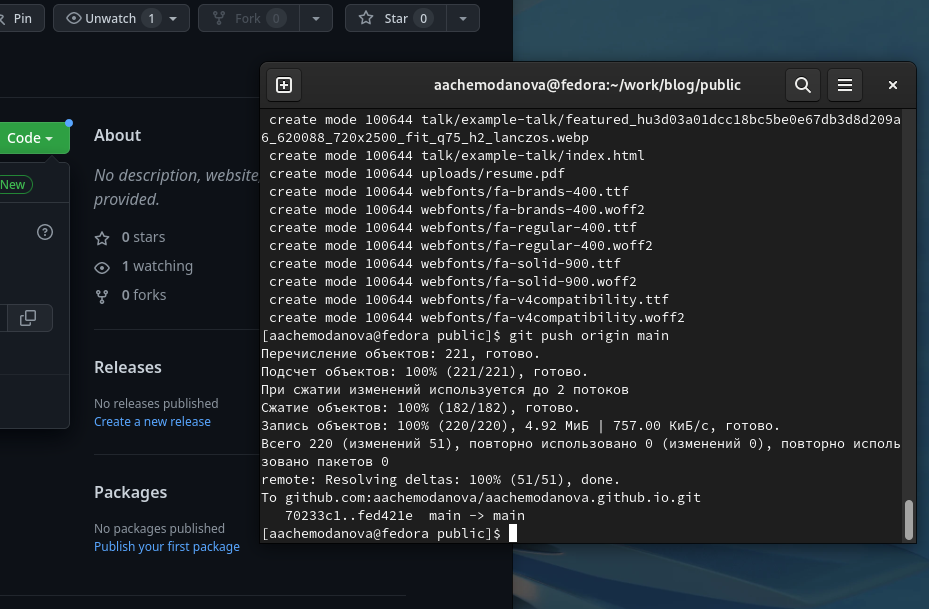 Pin
Unwatch 1
Fork 0
Star 0
Code
New
About
No description, website,
provided.
0 stars
1 watching
0 forks
Releases
No releases published
Create a new release
Packages
No packages published
Publish your first package
aachemodanova@fedora:~/work/blog/public
create mode 100644 talk/example-talk/featured_hu3d03a01dcc18bc5be0e67db3d8d209a
6_620088_720x2500_fit_q75_h2_lanczos.webp
create mode 100644 talk/example-talk/index.html
create mode 100644 uploads/resume.pdf
create mode 100644 webfonts/fa-brands-400.ttf
create mode 100644 webfonts/fa-brands-400.woff2
create mode 100644 webfonts/fa-regular-400.ttf
create mode 100644 webfonts/fa-regular-400.woff2
create mode 100644 webfonts/fa-solid-900.ttf
create mode 100644 webfonts/fa-solid-900.woff2
create mode 100644 webfonts/fa-v4compatibility.ttf
create mode 100644 webfonts/fa-v4compatibility.woff2
[aachemodanova@fedora public]$ git push origin main
Перечисление объектов: 221, готово.
Подсчет объектов: 100% (221/221), готово.
При сжатии изменений используется до 2 потоков
Сжатие объектов: 100% (182/182), готово.
Запись объектов: 100% (220/220), 4.92 МиБ | 757.00 КиБ/с, готово.
Всего 220 (изменений 51), повторно использовано 0 (изменений 0), повторно исполь
зовано пакетов 0
remote: Resolving deltas: 100% (51/51), done.
To github.com:aachemodanova/aachemodanova.github.io.git
70233c1..fed421e  main -> main
[aachemodanova@fedora public]$